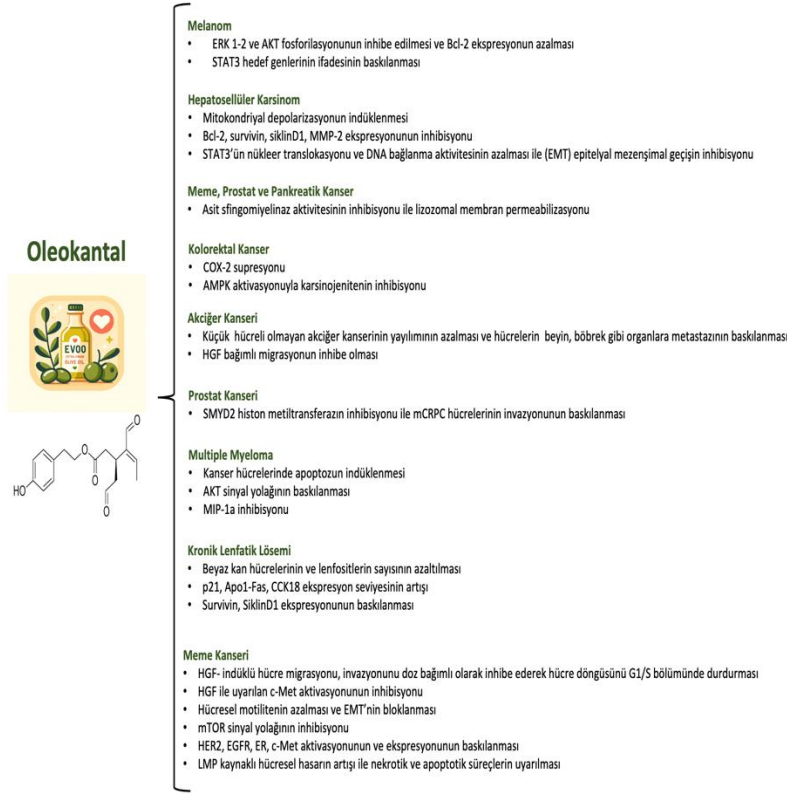 Melanom
• ERK 1-2 ve AKT fosforilasyonunun inhibe edilmesi ve Bcl-2 ekspresyonun azalması
• STAT3 hedef genlerinin ifadesinin baskılanması
Hepatosellüler Karsinom
• Mitokondriyal depolarizasyonun indüklenmesi
• Bcl-2, survivin, siklinD1, MMP-2 ekspresyonunun inhibisyonu
• STAT3'ün nükleer translokasyonu ve DNA bağlanma aktivitesinin azalması ile (EMT) epitelyal mezenşimal geçişin inhibisyonu
Meme, Prostat ve Pankreatik Kanser
• Asit sfingomiyelinaz aktivitesinin inhibisyonu ile lizozomal membran permeabilizasyonu
Oleokantal
EVOO
OLIVE OIL
HO
O
O
O
O
Kolorektal Kanser
• COX-2 supresyonu
• AMPK aktivasyonuyla karsinojenitenin inhibisyonu
Akciğer Kanseri
• Küçük hücreli olmayan akciğer kanserinin yayılımının azalması ve hücrelerin beyin, böbrek gibi organlara metastazının baskılanması
• HGF bağımlı migrasyonun inhibe olması
Prostat Kanseri
• SMYD2 histon metiltransferazın inhibisyonu ile mCRPC hücrelerinin invazyonunun baskılanması
Multiple Myeloma
• Kanser hücrelerinde apoptozun indüklenmesi
• AKT sinyal yolağının baskılanması
• MIP-1a inhibisyonu
Kronik Lenfatik Lösemi
• Beyaz kan hücrelerinin ve lenfositlerin sayısının azaltılması
• p21, Apo1-Fas, CCK18 ekspresyon seviyesinin artışı
• Survivin, SiklinD1 ekspresyonunun baskılanması
Meme Kanseri
• HGF- indüklü hücre migrasyonu, invazyonunu doz bağımlı olarak inhibe ederek hücre döngüsünü G1/S bölümünde durdurması
• HGF ile uyarılan c-Met aktivasyonunun inhibisyonu
• Hücresel motilitenin azalması ve EMT'nin bloklanması
• mTOR sinyal yolağının inhibisyonu
• HER2, EGFR, ER, c-Met aktivasyonunun ve ekspresyonunun baskılanması
• LMP kaynaklı hücresel hasarın artışı ile nekrotik ve apoptotik süreçlerin uyarılması